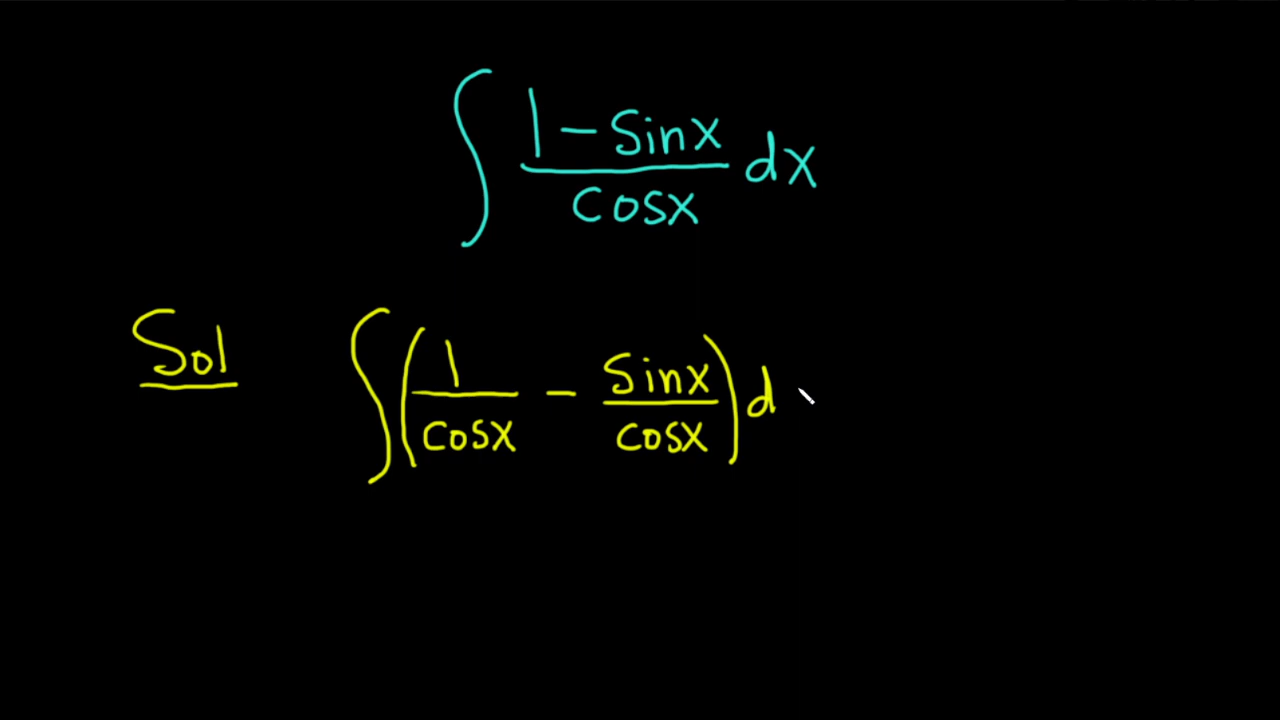 ∫ (1 - Sinx)/(cosx) dx
Sol ∫ (1/(cosx) - (Sinx)/(cosx)) d